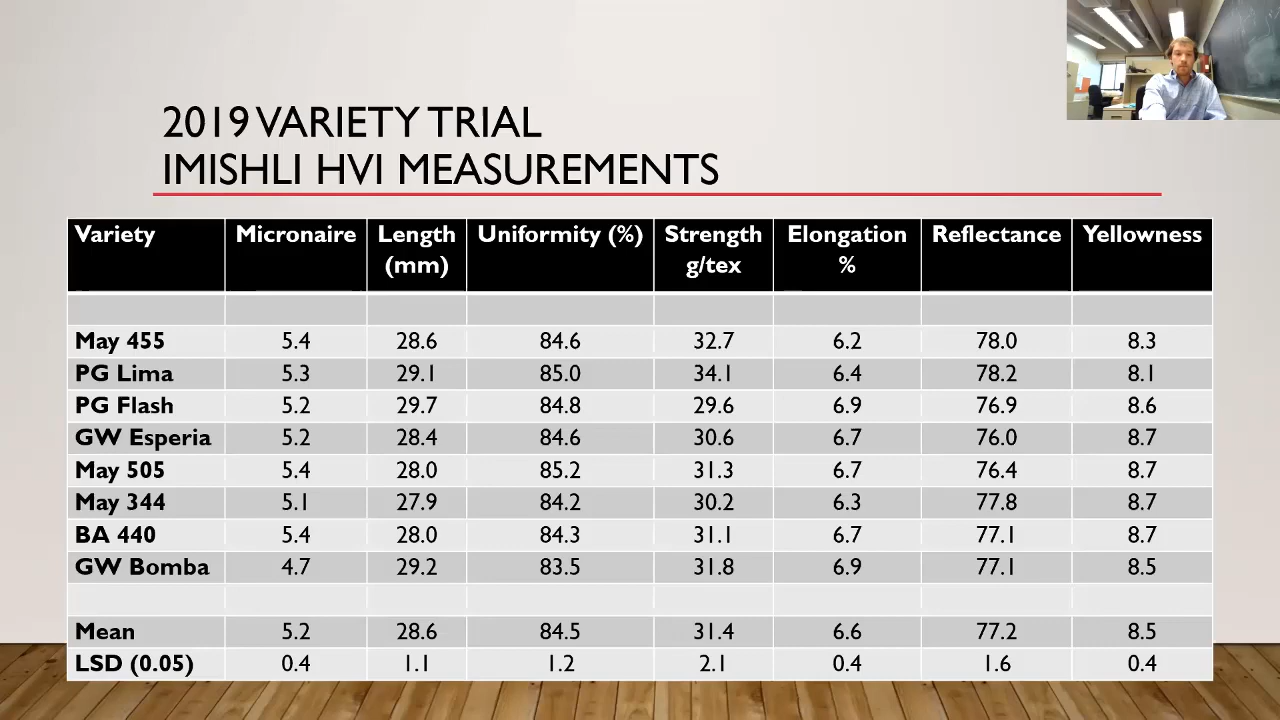 2019 VARIETY TRIAL
IMISHLI HVI MEASUREMENTS
Variety Micronaire Length (mm) Uniformity (%) Strength g/tex Elongation % Reflectance Yellowness
May 455 5.4 28.6 84.6 32.7 6.2 78.0 8.3
PG Lima 5.3 29.1 85.0 34.1 6.4 78.2 8.1
PG Flash 5.2 29.7 84.8 29.6 6.9 76.9 8.6
GW Esperia 5.2 28.4 84.6 30.6 6.7 76.0 8.7
May 505 5.4 28.0 85.2 31.3 6.7 76.4 8.7
May 344 5.1 27.9 84.2 30.2 6.3 77.8 8.7
BA 440 5.4 28.0 84.3 31.1 6.7 77.1 8.7
GW Bomba 4.7 29.2 83.5 31.8 6.9 77.1 8.5
Mean 5.2 28.6 84.5 31.4 6.6 77.2 8.5
LSD (0.05) 0.4 1.1 1.2 2.1 0.4 1.6 0.4